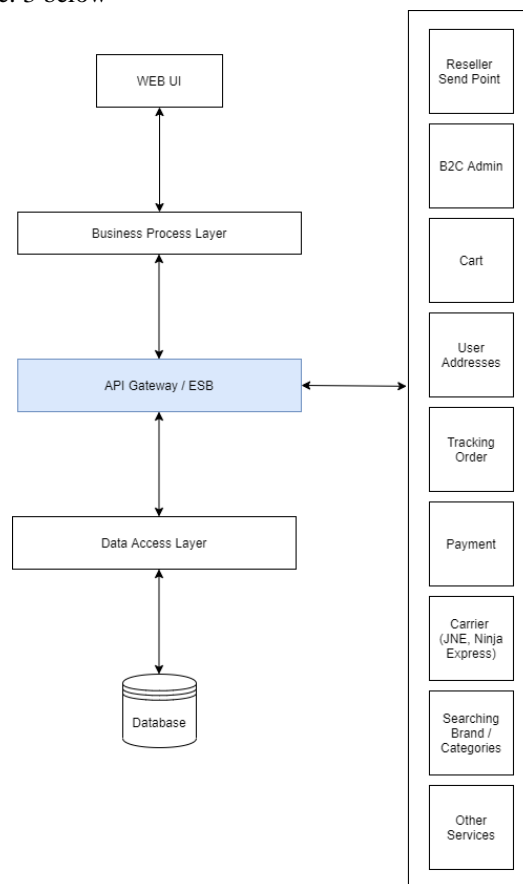 3 below
WEB UI
Business Process Layer
API Gateway / ESB
Data Access Layer
Database
Reseller
Send Point
B2C Admin
Cart
User
Addresses
Tracking
Order
Payment
Carrier
(JNE, Ninja
Express)
Searching
Brand /
Categories
Other
Services